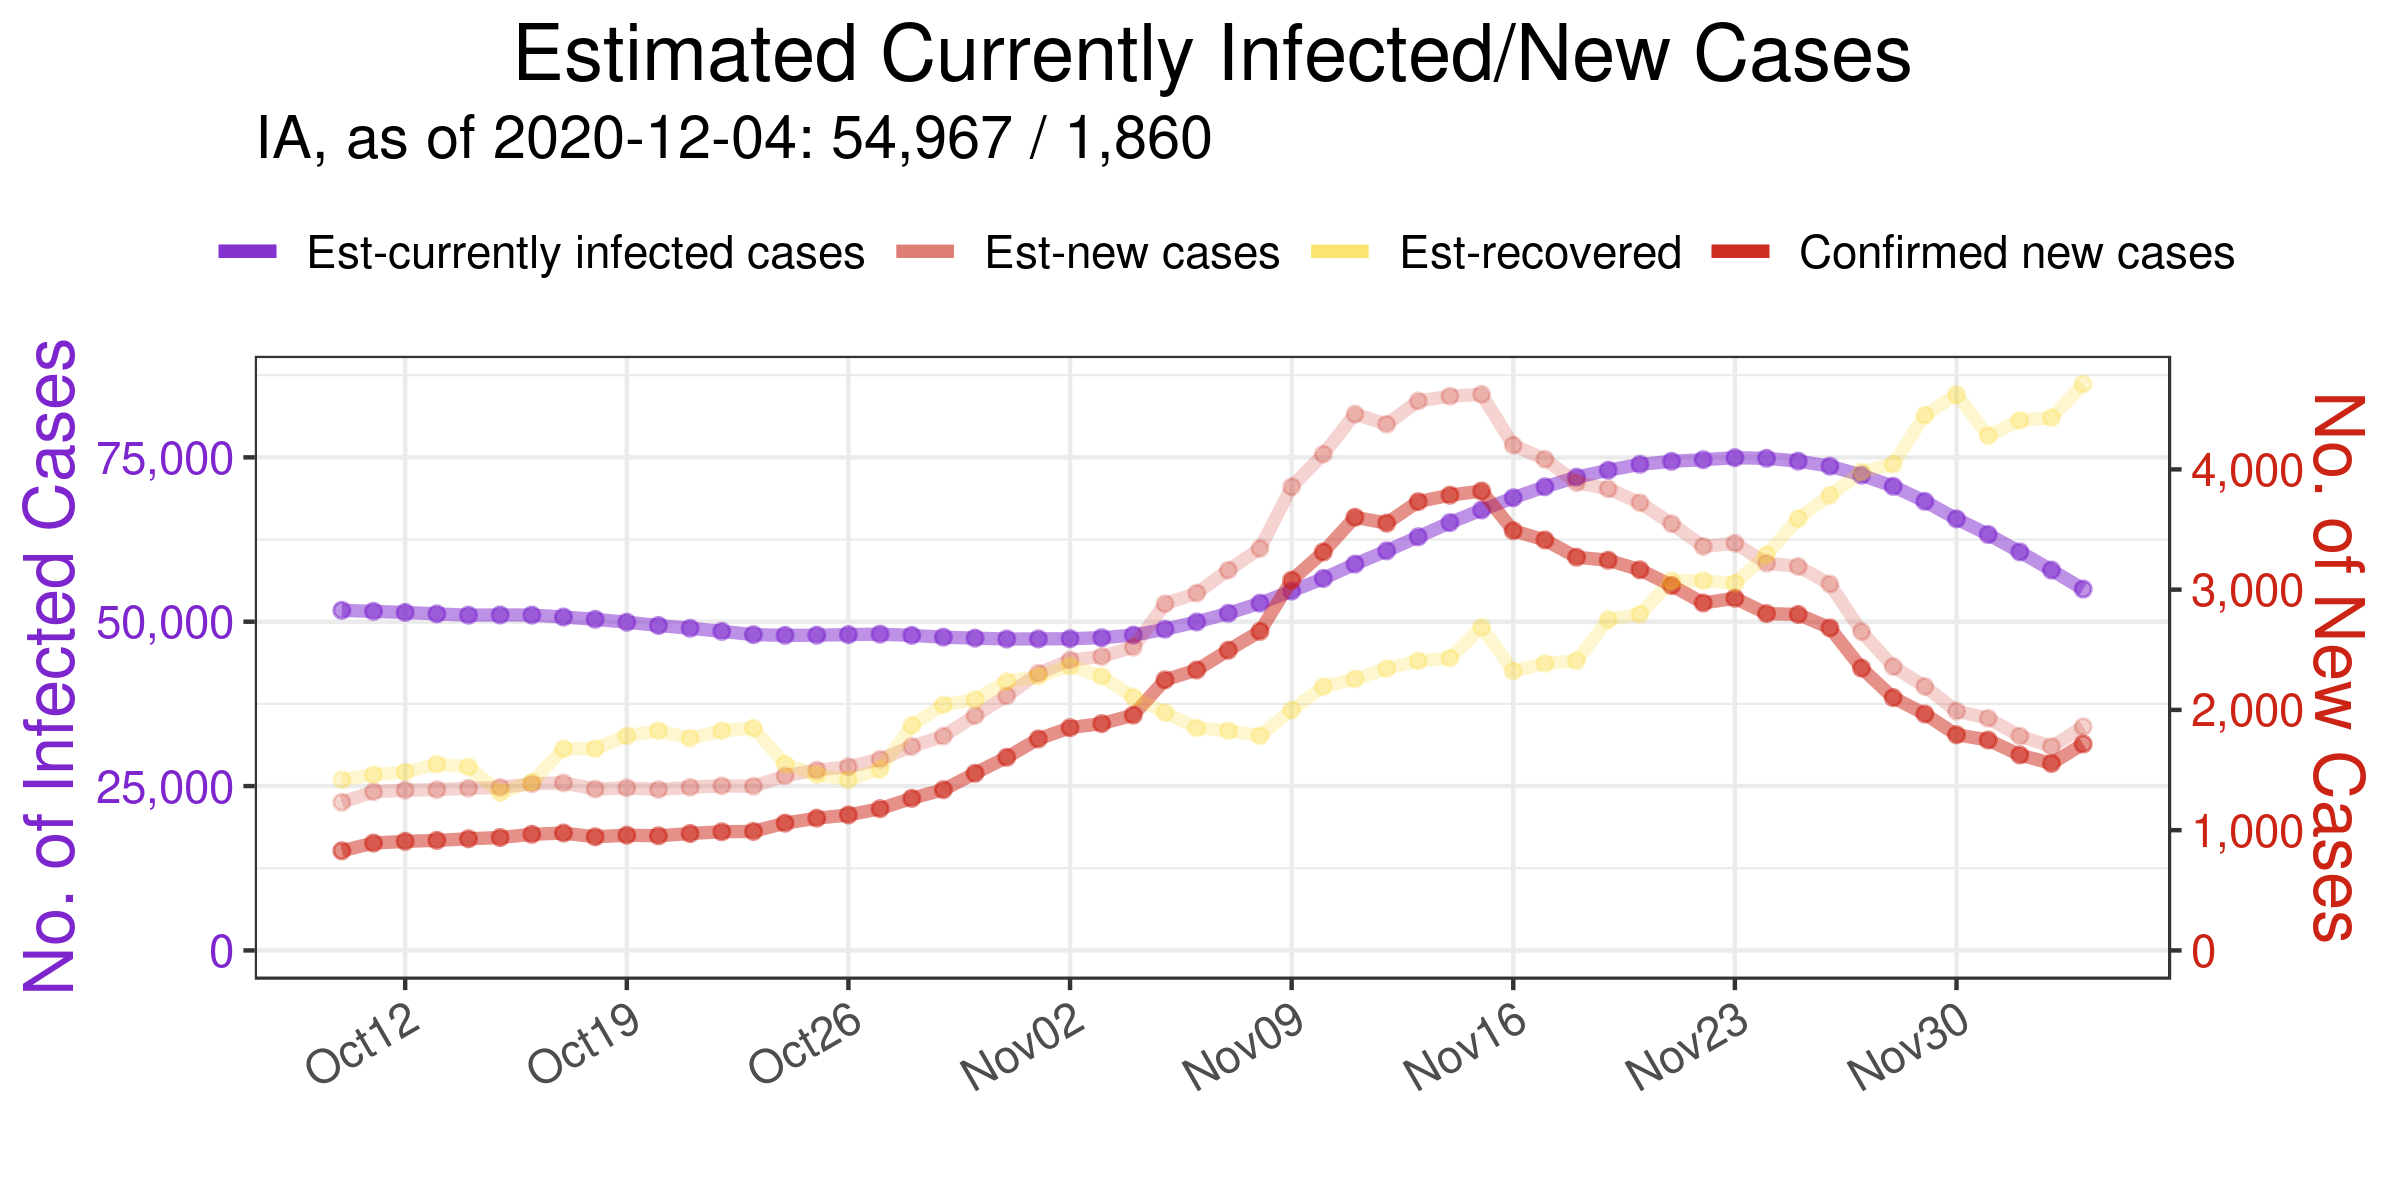 Estimated Currently Infected/New Cases
IA, as of 2020-12-04: 54,967 / 1,860
Est-currently infected cases Est-new cases Est-recovered Confirmed new cases
No. of Infected Cases
75,000
50,000
25,000
0
4,000
3,000
2,000
1,000
0
No. of New Cases
Oct12 Oct19 Oct26 Nov02 Nov09 Nov16 Nov23 Nov30